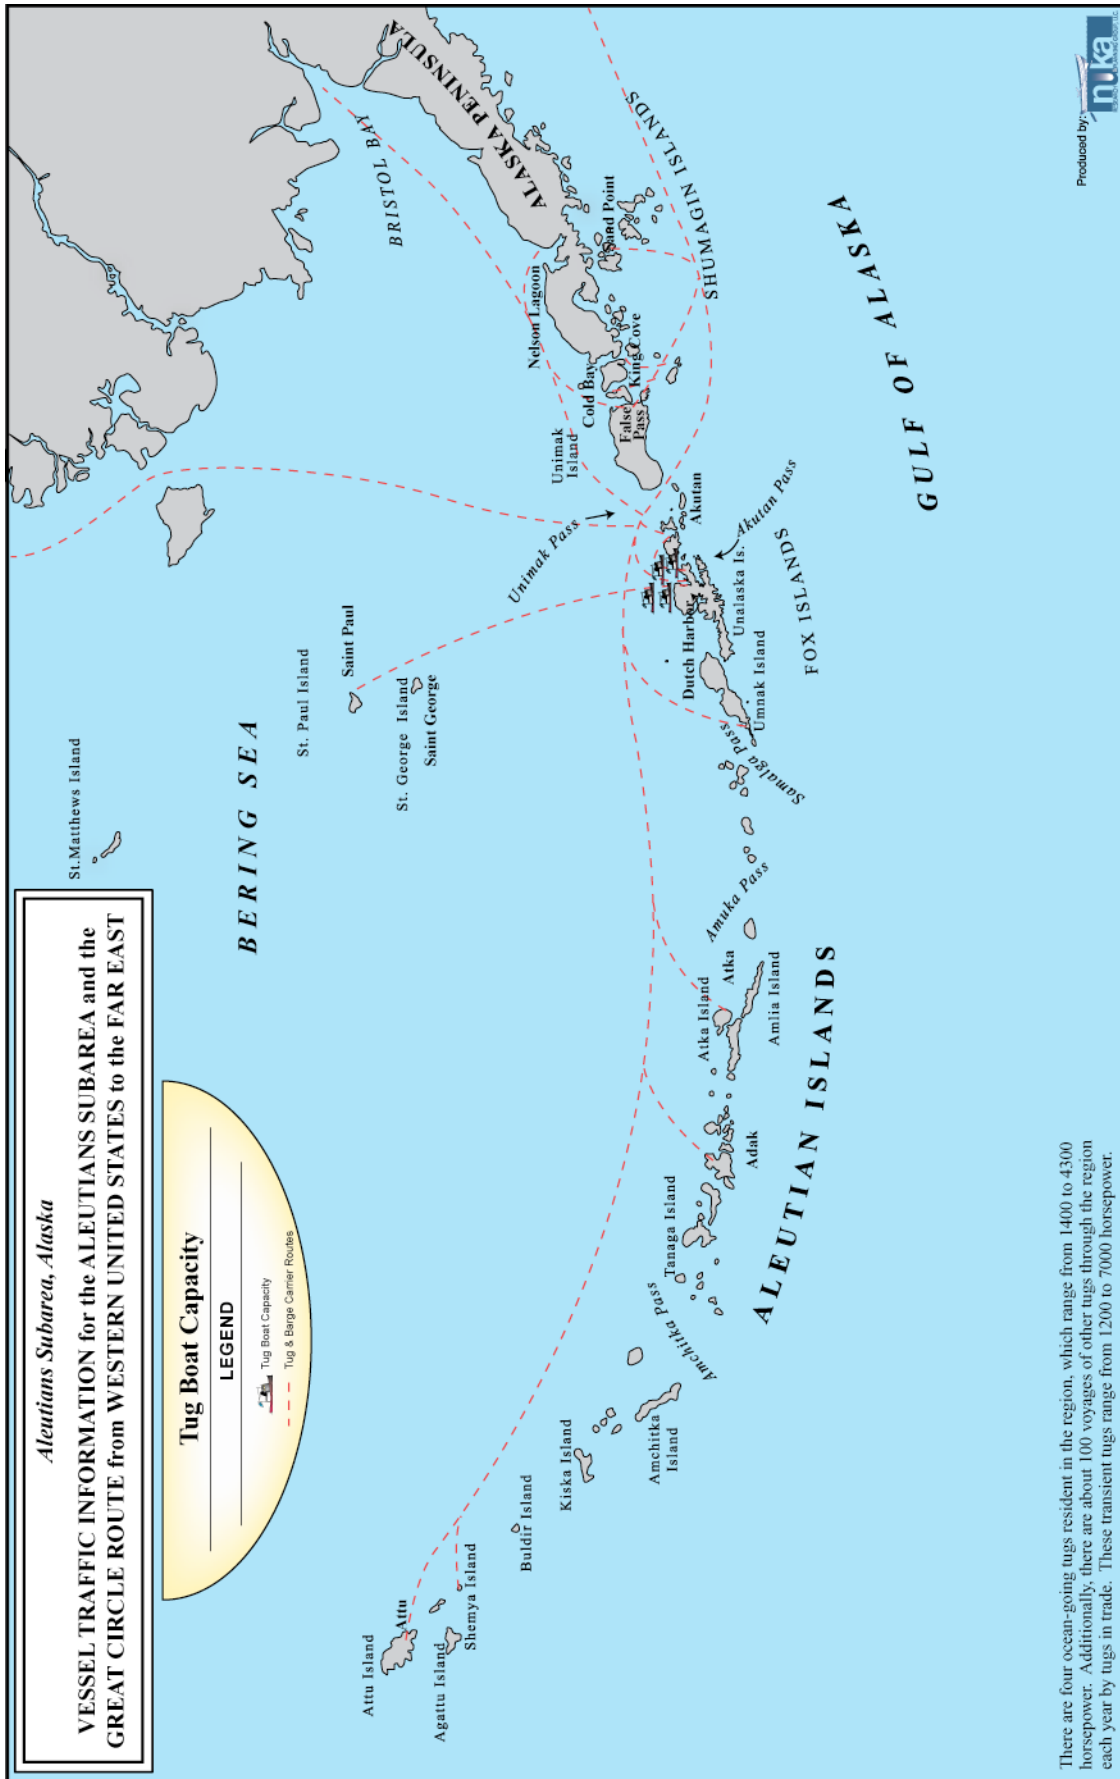 Aleutians Subarea, Alaska
VESSEL TRAFFIC INFORMATION for the ALEUTIANS SUBAREA and the
GREAT CIRCLE ROUTE from WESTERN UNITED STATES to the FAR EAST
Tug Boat Capacity
LEGEND
Tug Boat Capacity
Tug & Barge Carrier Routes
St.Matthews Island
BERING SEA
St. Paul Island
Saint Paul
St. George Island
Saint George
BRISTOL BAY
ALASKA PENINSULA
Nelson Lagoon
Sand Point
SHUMAGIN ISLANDS
Cold Bay
King Cove
False
Pass
Unimak
Island
Unimak Pass
Akutan
Akutan Pass
Unalaska Is.
Dutch Harbor
FOX ISLANDS
Umnak Island
Samalga Pass
GULF OF ALASKA
Amuka Pass
Atka Island
Atka
Amlia Island
Adak
ALEUTIAN ISLANDS
Tanaga Island
Amchitka Pass
Amchitka
Island
Kiska Island
Buldir Island
Attu Island
Attu
Agattu Island
Shemya Island
There are four ocean-going tugs resident in the region, which range from 1400 to 4300
horsepower. Additionally, there are about 100 voyages of other tugs through the region
each year by tugs in trade. These transient tugs range from 1200 to 7000 horsepower.
Produced by:
nuka